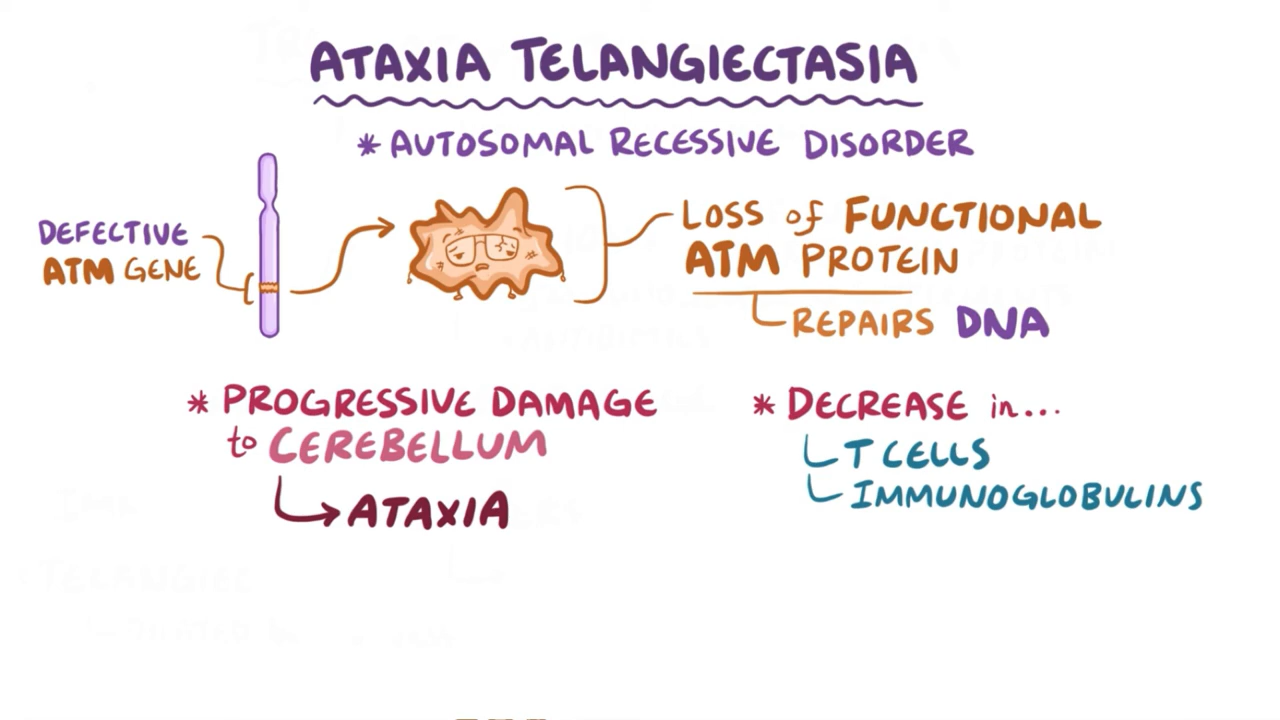 ATAXIA TELANGIECTASIA
* AUTOSOMAL RECESSIVE DISORDER
DEFECTIVE
ATM GENE
LOSS of FUNCTIONAL
ATM PROTEIN
REPAIRS DNA
* PROGRESSIVE DAMAGE
to CEREBELLUM
ATAXIA
* DECREASE in...
T CELLS
IMMUNOGLOBULINS